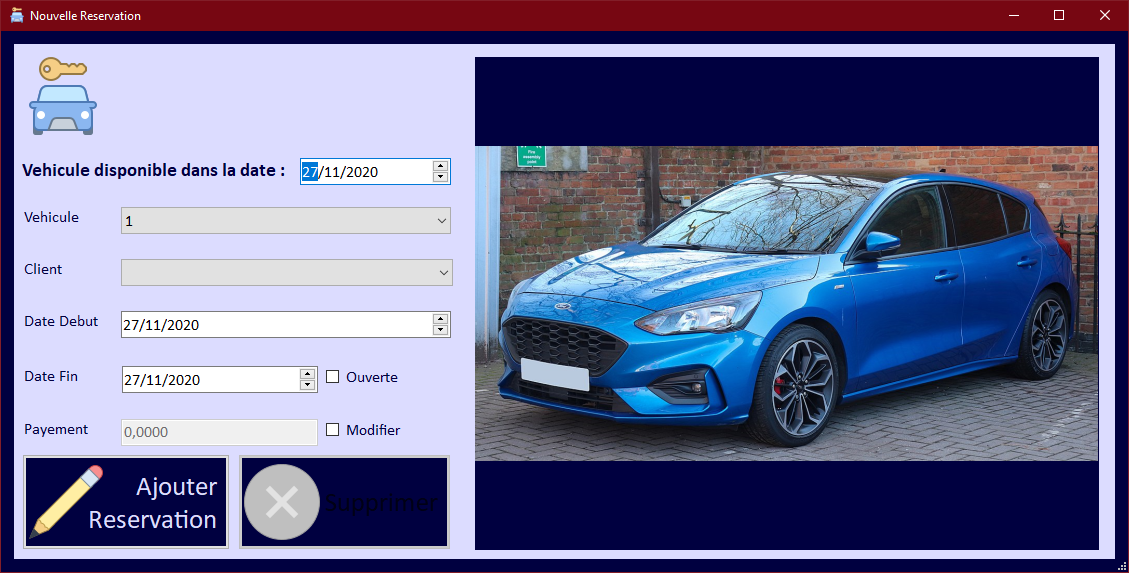 Nouvelle Reservation
Vehicule disponible dans la date : 27/11/2020
Vehicule 1
Client
Date Debut 27/11/2020
Date Fin 27/11/2020 Ouverte
Payement 0,0000 Modifier
Ajouter
Reservation
Supprimer
Fire
assembly
point
Ford